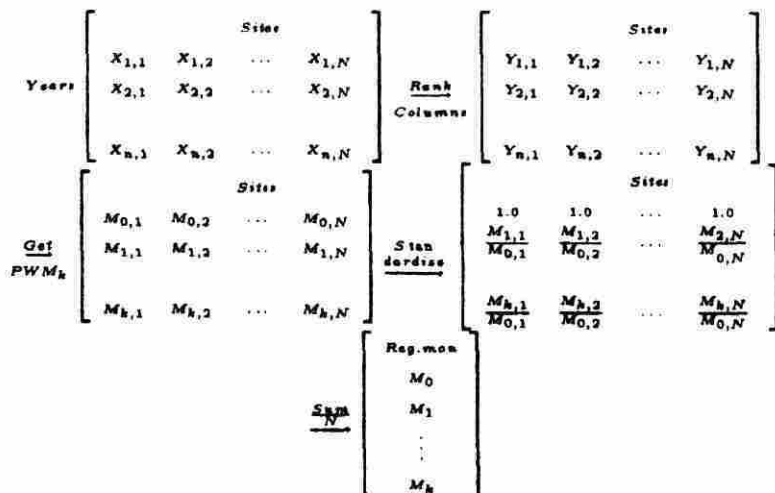 Sites Sites
X1,1 X1,2 ... X1,N Y1,1 Y1,2 ... Y1,N
Years X2,1 X2,2 ... X2,N Rank Columns Y2,1 Y2,2 ... Y2,N
Xn,1 Xn,2 ... Xn,N Yn,1 Yn,2 ... Yn,N
Sites Sites
M0,1 M0,2 ... M0,N 1.0 1.0 ... 1.0
Get PWMk M1,1 M1,2 ... M1,N Stan dardise M1,1/M0,1 M1,2/M0,2 ... M2,N/M0,N
Mk,1 Mk,2 ... Mk,N Mk,1/M0,1 Mk,2/M0,2 ... Mk,N/M0,N
Reg.mon
M0
Sum N M1
⋮
Mk